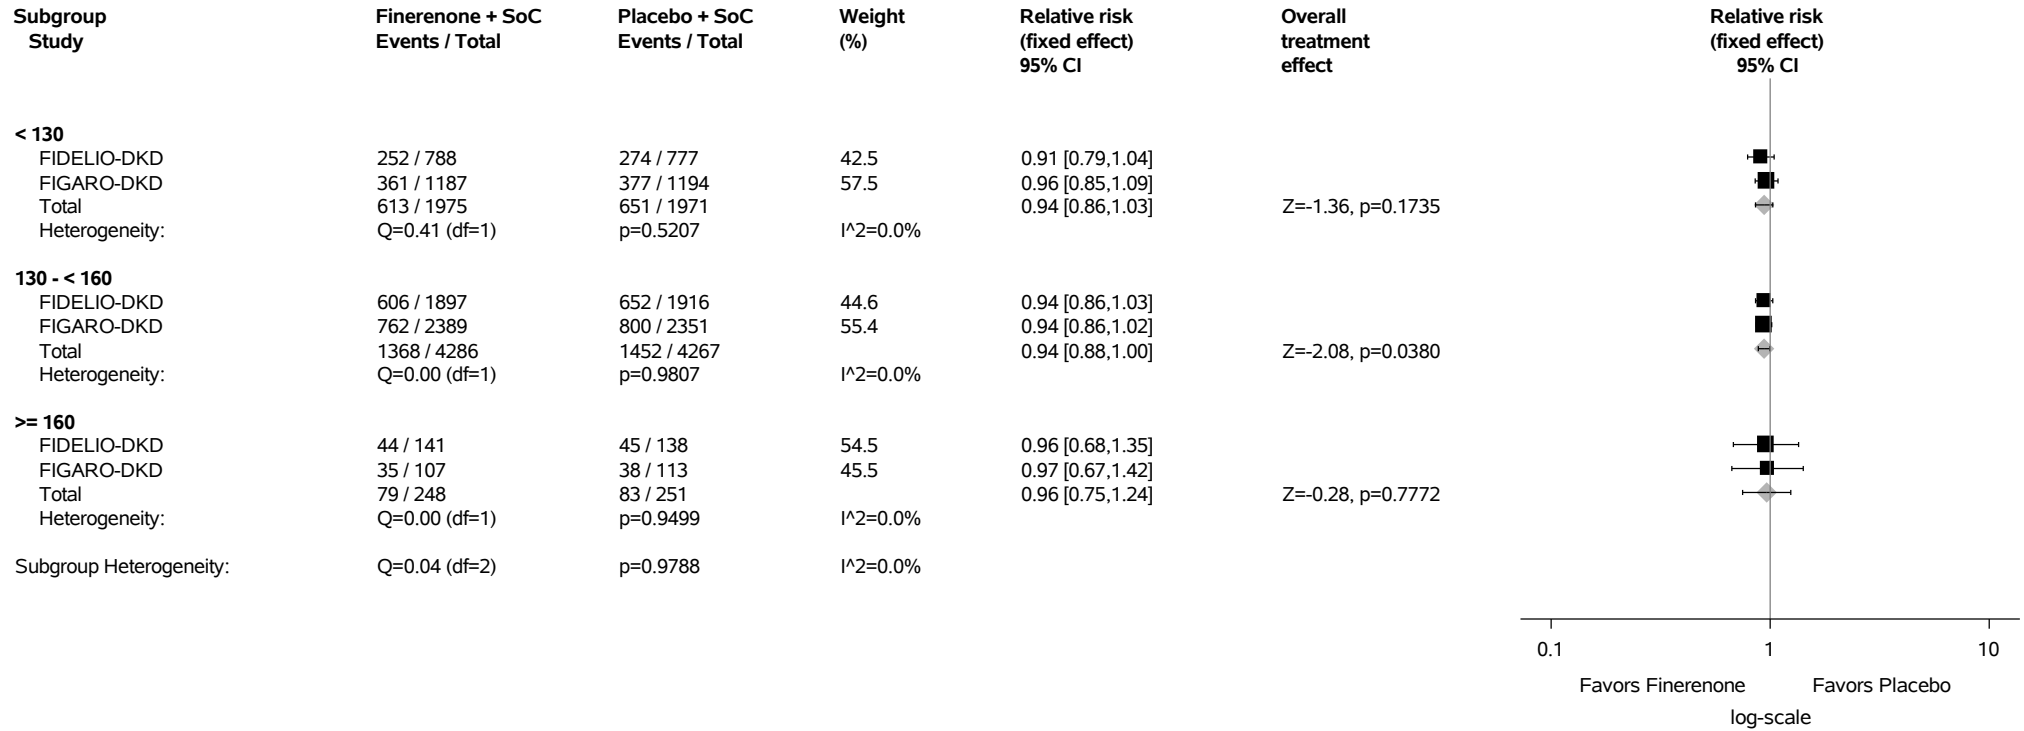 Subgroup Finerenone + SoC Placebo + SoC Weight Relative risk Overall Relative risk
Study Events / Total Events / Total (%) (fixed effect) treatment (fixed effect)
95% CI effect 95% CI
< 130
FIDELIO-DKD 252 / 788 274 / 777 42.5 0.91 [0.79,1.04]
FIGARO-DKD 361 / 1187 377 / 1194 57.5 0.96 [0.85,1.09]
Total 613 / 1975 651 / 1971 0.94 [0.86,1.03] Z=-1.36, p=0.1735
Heterogeneity: Q=0.41 (df=1) p=0.5207 I^2=0.0%
130 - < 160
FIDELIO-DKD 606 / 1897 652 / 1916 44.6 0.94 [0.86,1.03]
FIGARO-DKD 762 / 2389 800 / 2351 55.4 0.94 [0.86,1.02]
Total 1368 / 4286 1452 / 4267 0.94 [0.88,1.00] Z=-2.08, p=0.0380
Heterogeneity: Q=0.00 (df=1) p=0.9807 I^2=0.0%
>= 160
FIDELIO-DKD 44 / 141 45 / 138 54.5 0.96 [0.68,1.35]
FIGARO-DKD 35 / 107 38 / 113 45.5 0.97 [0.67,1.42]
Total 79 / 248 83 / 251 0.96 [0.75,1.24] Z=-0.28, p=0.7772
Heterogeneity: Q=0.00 (df=1) p=0.9499 I^2=0.0%
Subgroup Heterogeneity: Q=0.04 (df=2) p=0.9788 I^2=0.0%
0.1 1 10
Favors Finerenone Favors Placebo
log-scale